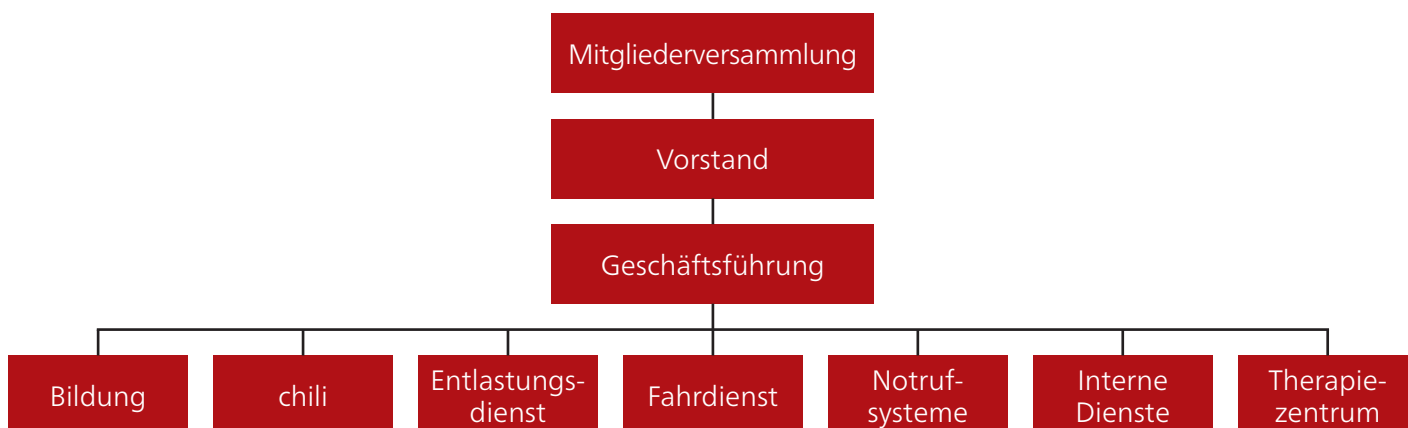 Mitgliederversammlung
Vorstand
Geschäftsführung
Bildung
chili
Entlastungs-
dienst
Fahrdienst
Notruf-
systeme
Interne
Dienste
Therapie-
zentrum